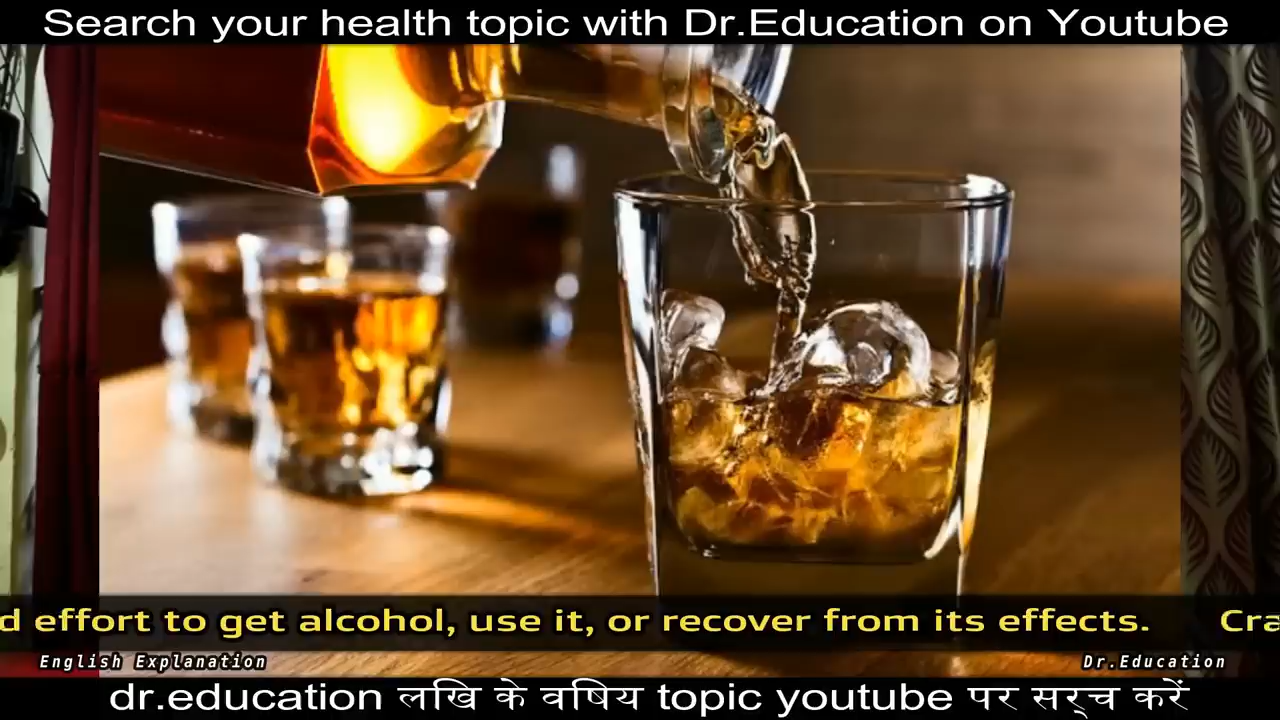 Search your health topic with Dr.Education on Youtube
d effort to get alcohol, use it, or recover from its effects. Cra
English Explanation
Dr.Education
dr.education लखि के वषिय topic youtube पर सर्च करें